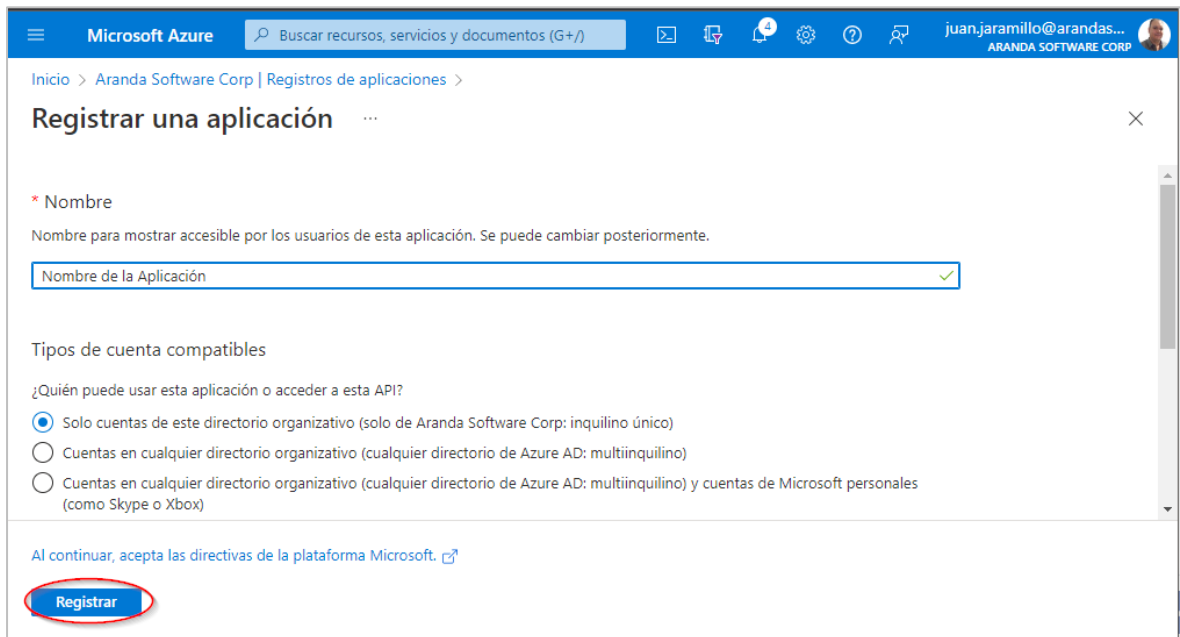 Microsoft Azure
Buscar recursos, servicios y documentos (G+/)
4
juan.jaramillo@arandas...
ARANDA SOFTWARE CORP
Inicio > Aranda Software Corp | Registros de aplicaciones >
Registrar una aplicación ...
* Nombre
Nombre para mostrar accesible por los usuarios de esta aplicación. Se puede cambiar posteriormente.
Nombre de la Aplicación
Tipos de cuenta compatibles
¿Quién puede usar esta aplicación o acceder a esta API?
Solo cuentas de este directorio organizativo (solo de Aranda Software Corp: inquilino único)
Cuentas en cualquier directorio organizativo (cualquier directorio de Azure AD: multiinquilino)
Cuentas en cualquier directorio organizativo (cualquier directorio de Azure AD: multiinquilino) y cuentas de Microsoft personales
(como Skype o Xbox)
Al continuar, acepta las directivas de la plataforma Microsoft.
Registrar